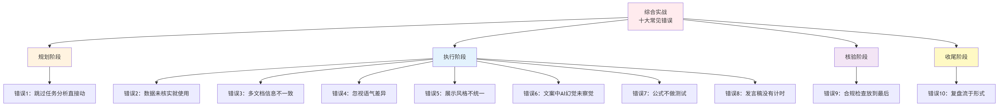 综合实战
十大常见错误
规划阶段
执行阶段
核验阶段
收尾阶段
错误1：跳过任务分析直接动
错误2：数据未核实就使用
错误3：多文档信息不一致
错误4：忽视语气差异
错误5：展示风格不统一
错误6：文案中AI幻觉未察觉
错误7：公式不做测试
错误8：发言稿没有计时
错误9：合规检查放到最后
错误10：复盘流于形式